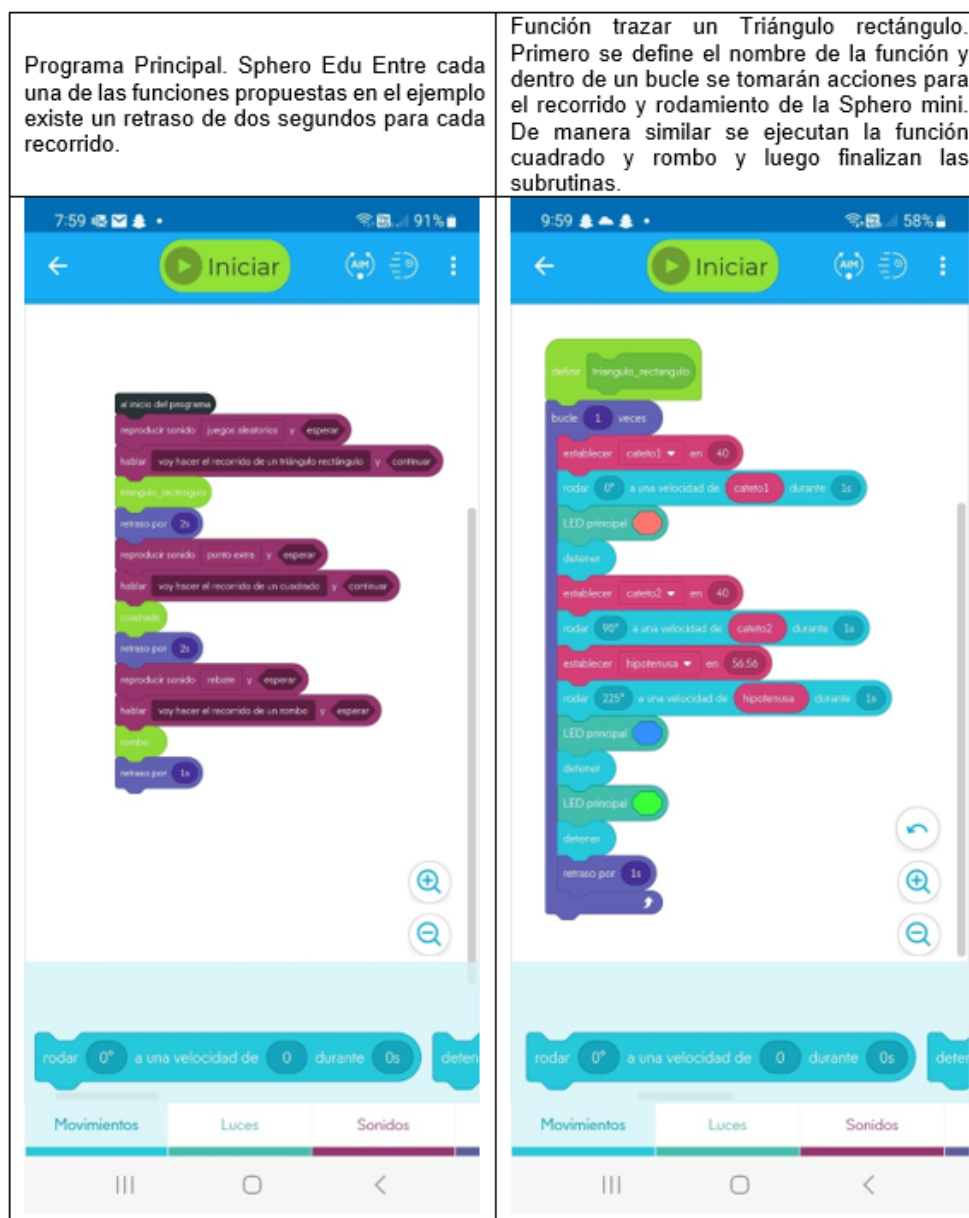 Programa Principal. Sphero Edu Entre cada
una de las funciones propuestas en el ejemplo
existe un retraso de dos segundos para cada
recorrido.
Función trazar un Triángulo rectángulo.
Primero se define el nombre de la función y
dentro de un bucle se tomarán acciones para
el recorrido y rodamiento de la Sphero mini.
De manera similar se ejecutan la función
cuadrado y rombo y luego finalizan las
subrutinas.
7:59
91%
Iniciar
AIM
al inicio del programa
reproducir sonido juegos aleatorios y esperar
hablar voy hacer el recorrido de un triángulo rectángulo y continuar
triangulo_rectangulo
retraso por 2s
reproducir sonido punto extra y esperar
hablar voy hacer el recorrido de un cuadrado y continuar
cuadrado
retraso por 2s
reproducir sonido rebote y esperar
hablar voy hacer el recorrido de un rombo y esperar
rombo
retraso por 1s
rodar 0° a una velocidad de 0 durante 0s deten
Movimientos Luces Sonidos
9:59
58%
Iniciar
AIM
definir triangulo_rectangulo
bucle 1 veces
establecer cateto1 en 40
rodar 0° a una velocidad de cateto1 durante 1s
LED principal
detener
establecer cateto2 en 40
rodar 90° a una velocidad de cateto2 durante 1s
establecer hipotenusa en 56.56
rodar 225° a una velocidad de hipotenusa durante 1s
LED principal
detener
LED principal
detener
retraso por 1s
rodar 0° a una velocidad de 0 durante 0s deter
Movimientos Luces Sonidos